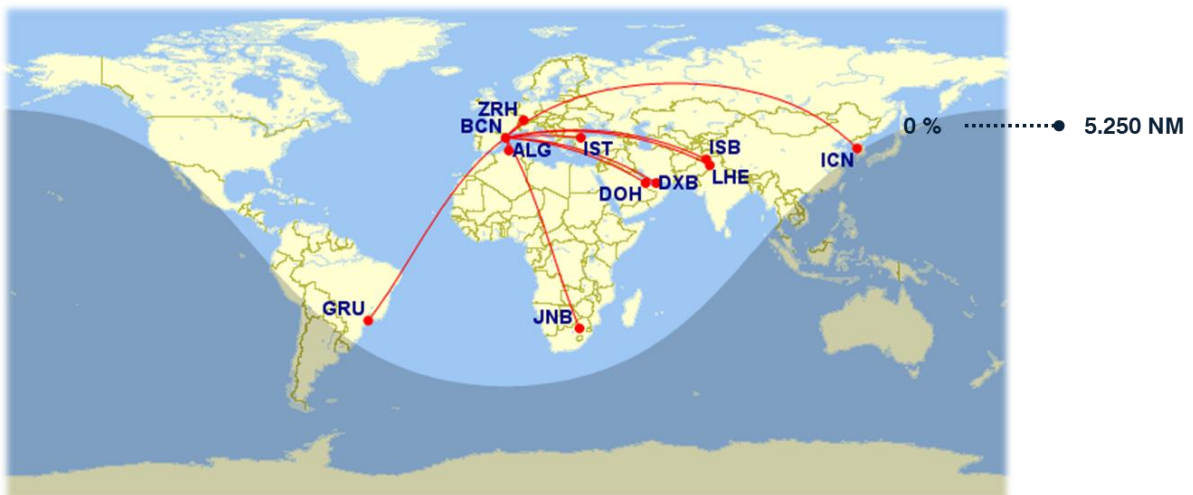 ZRH
BCN
ALG
IST
ISB
LHE
DOH
DXB
ICN
0 %
5.250 NM
GRU
JNB